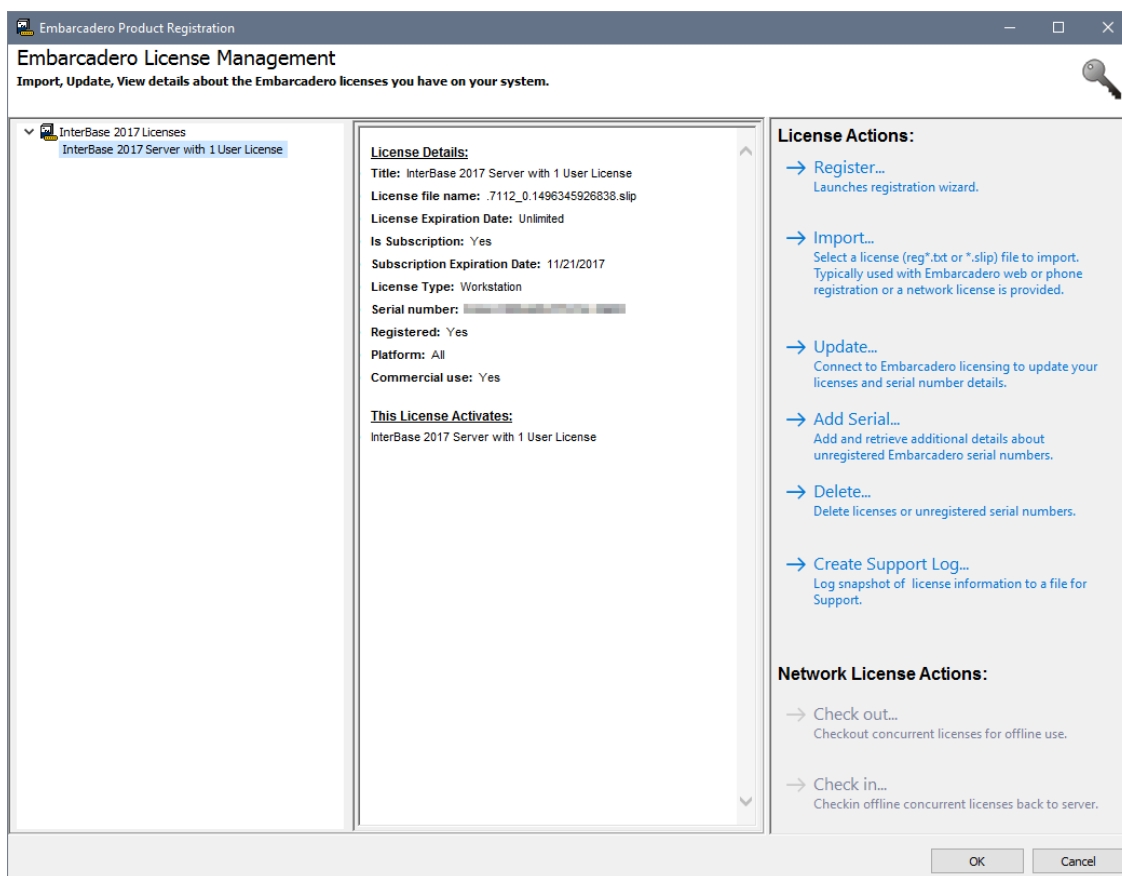 Embarcadero Product Registration
Embarcadero License Management
Import, Update, View details about the Embarcadero licenses you have on your system.
InterBase 2017 Licenses
InterBase 2017 Server with 1 User License
License Details:
Title: InterBase 2017 Server with 1 User License
License file name: .7112_0.1496345926838.slip
License Expiration Date: Unlimited
Is Subscription: Yes
Subscription Expiration Date: 11/21/2017
License Type: Workstation
Serial number:
Registered: Yes
Platform: All
Commercial use: Yes
This License Activates:
InterBase 2017 Server with 1 User License
License Actions:
Register...
Launches registration wizard.
Import...
Select a license (reg*.txt or *.slip) file to import.
Typically used with Embarcadero web or phone
registration or a network license is provided.
Update...
Connect to Embarcadero licensing to update your
licenses and serial number details.
Add Serial...
Add and retrieve additional details about
unregistered Embarcadero serial numbers.
Delete...
Delete licenses or unregistered serial numbers.
Create Support Log...
Log snapshot of  license information to a file for
Support.
Network License Actions:
Check out...
Checkout concurrent licenses for offline use.
Check in...
Checkin offline concurrent licenses back to server.
OK
Cancel